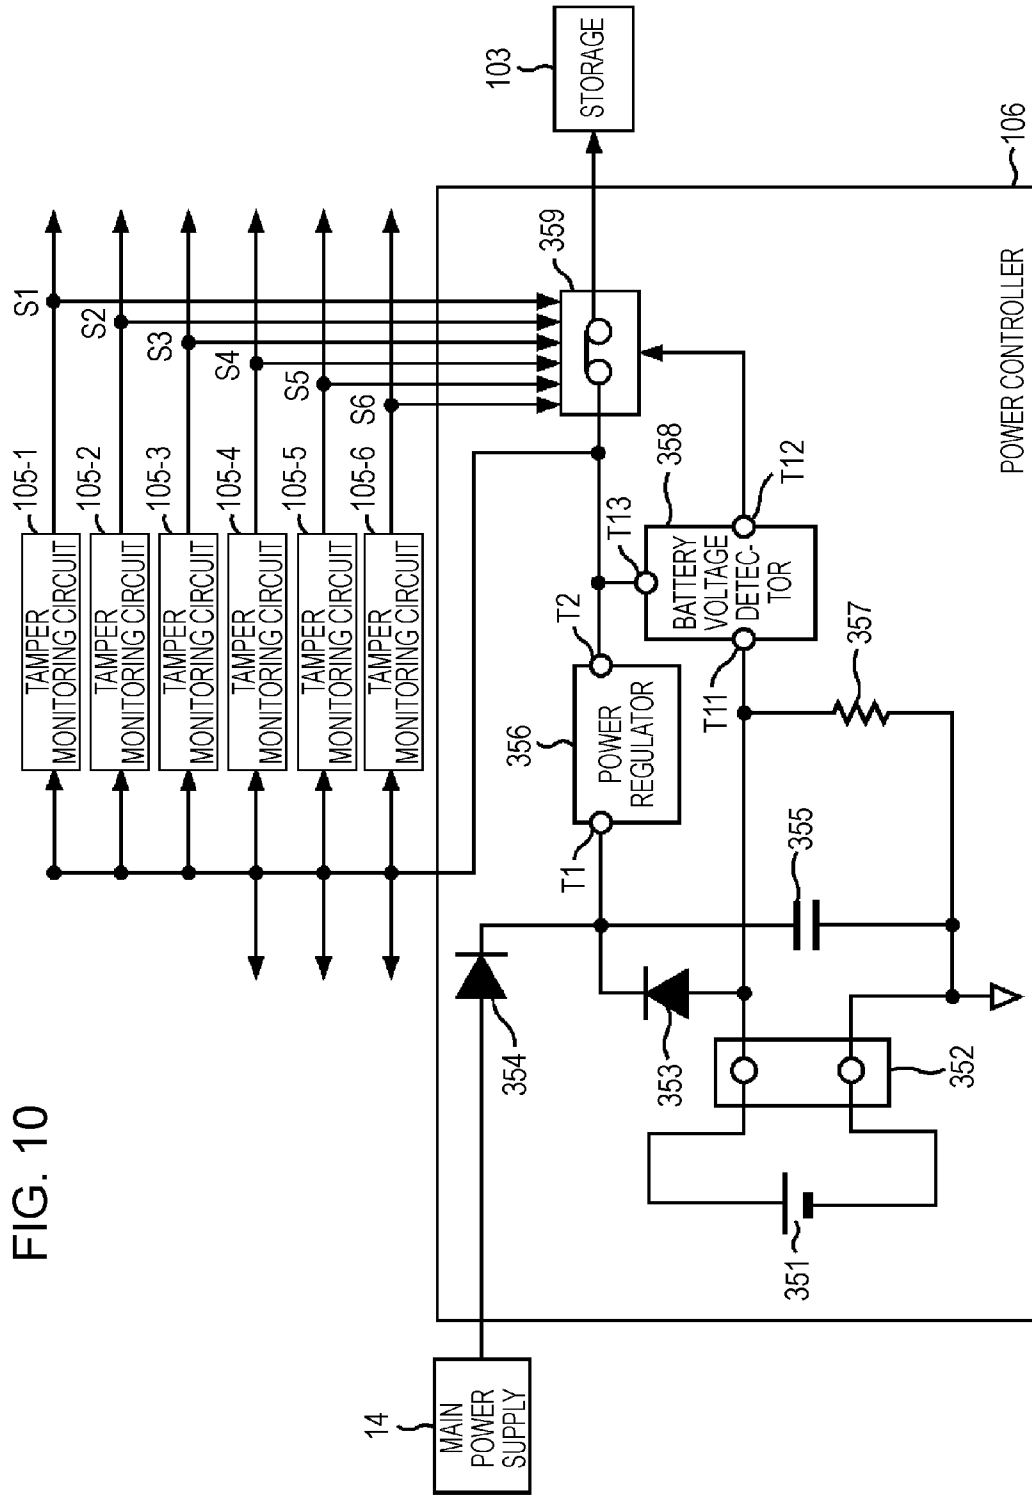 FIG. 10
S1
S2
S3
S4
S5
S6
105-1
105-2
105-3
105-4
105-5
105-6
TAMPER
MONITORING CIRCUIT
TAMPER
MONITORING CIRCUIT
TAMPER
MONITORING CIRCUIT
TAMPER
MONITORING CIRCUIT
TAMPER
MONITORING CIRCUIT
TAMPER
MONITORING CIRCUIT
14
MAIN
POWER
SUPPLY
354
353
351
352
355
T1
356
POWER
REGULATOR
T2
T13
358
BATTERY
VOLTAGE
DETEC-
TOR
T11
T12
357
359
103
STORAGE
POWER CONTROLLER
106